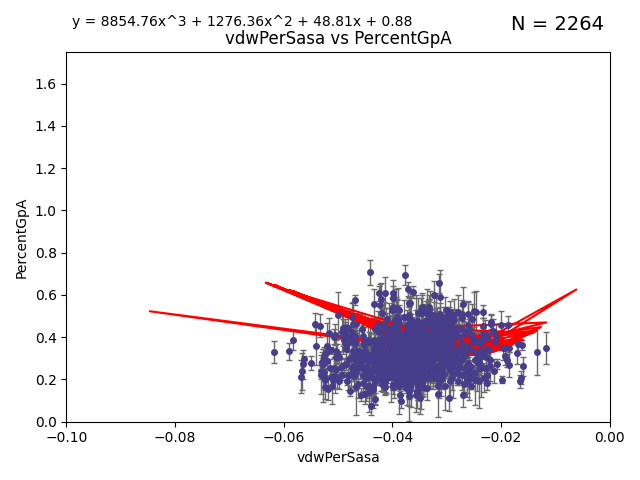 y = 8854.76x^3 + 1276.36x^2 + 48.81x + 0.88
N = 2264
vdwPerSasa vs PercentGpA
1.6
1.4
1.2
1.0
0.8
0.6
0.4
0.2
0.0
PercentGpA
−0.10 −0.08 −0.06 −0.04 −0.02 0.00
vdwPerSasa